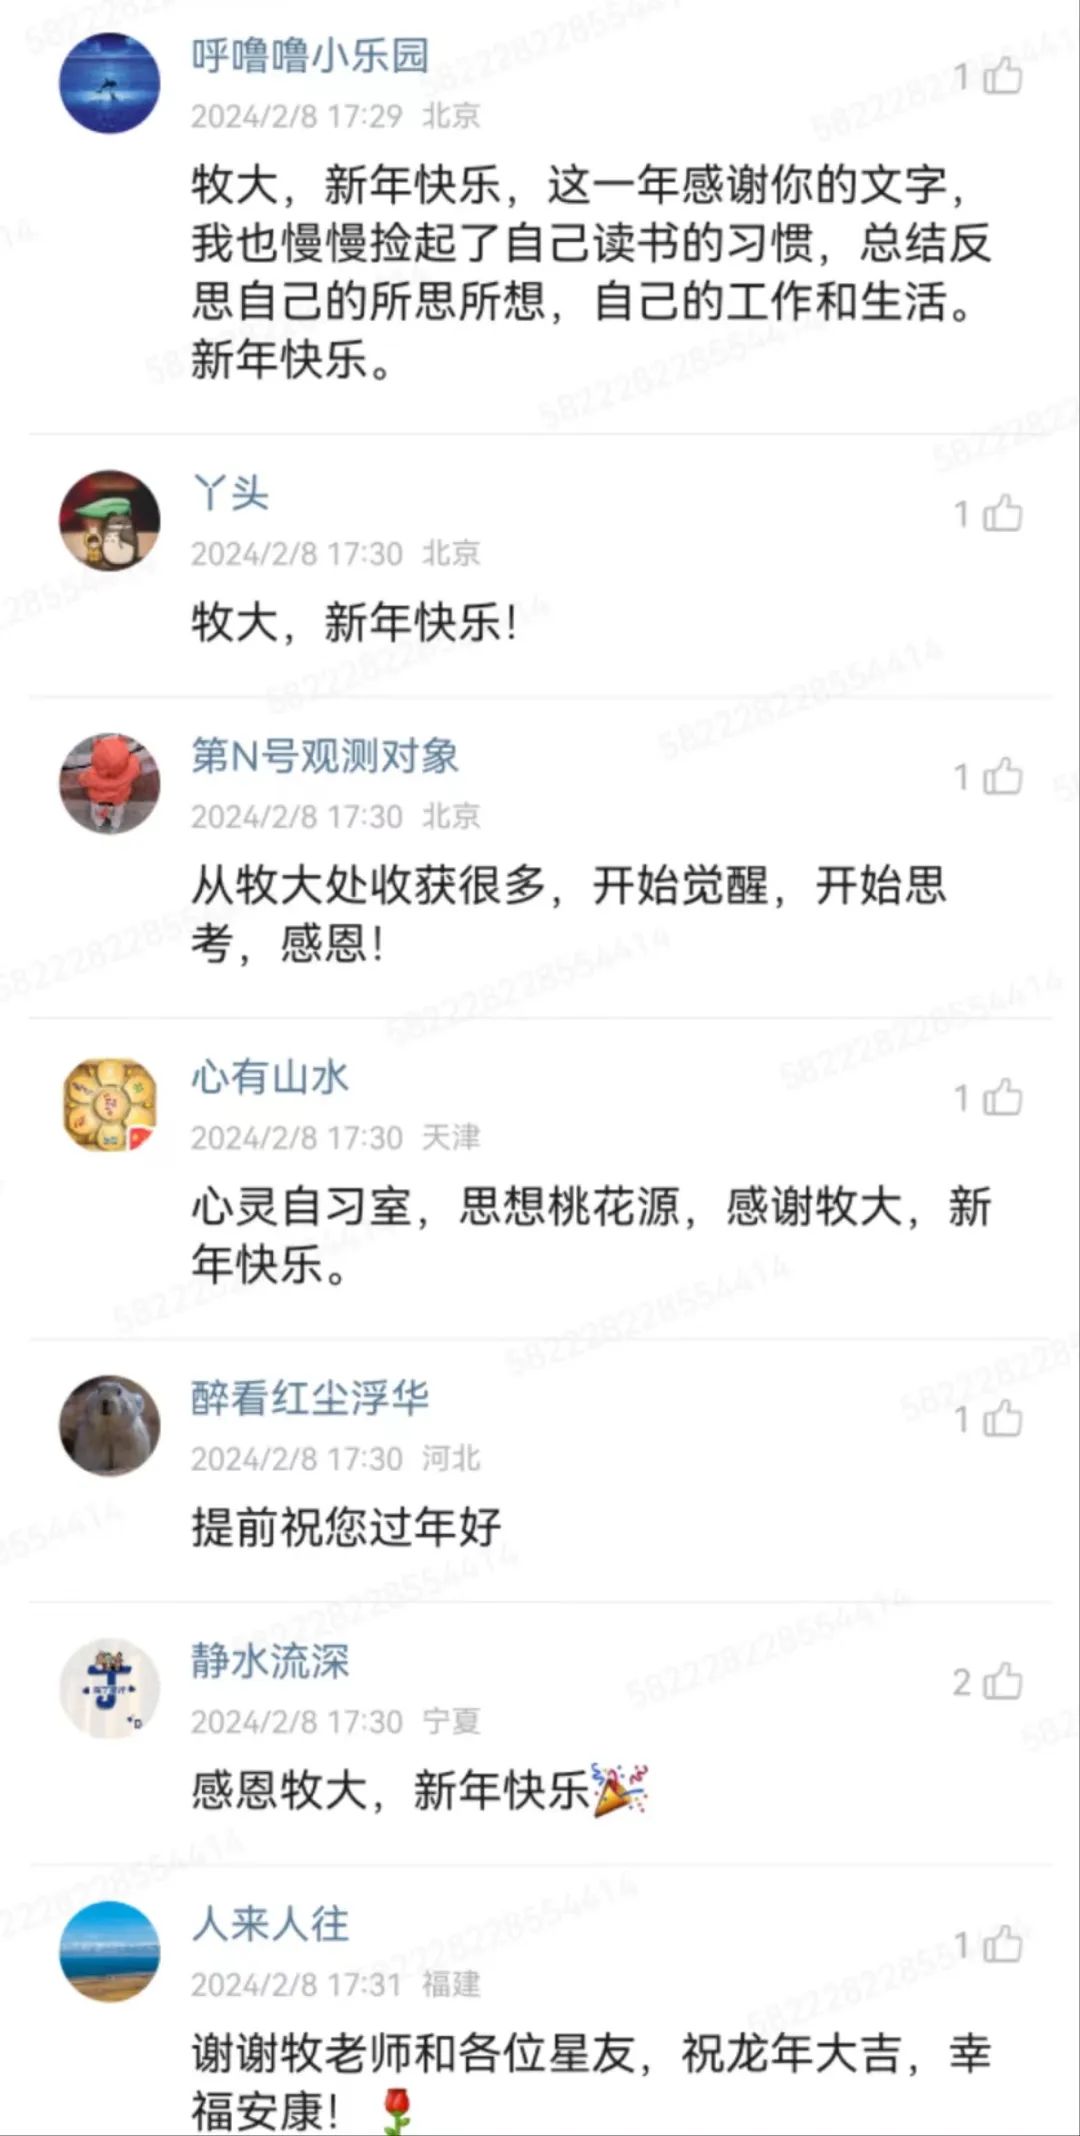 呼噜噜小乐园
1
2024/2/8 17:29 北京
牧大，新年快乐，这一年感谢你的文字，
我也慢慢捡起了自己读书的习惯，总结反
思自己的所思所想，自己的工作和生活。
新年快乐。
丫头
1
2024/2/8 17:30 北京
牧大，新年快乐！
第N号观测对象
1
2024/2/8 17:30 北京
从牧大处收获很多，开始觉醒，开始思
考，感恩！
心有山水
1
2024/2/8 17:30 天津
心灵自习室，思想桃花源，感谢牧大，新
年快乐。
醉看红尘浮华
1
2024/2/8 17:30 河北
提前祝您过年好
静水流深
2
2024/2/8 17:30 宁夏
感恩牧大，新年快乐🎉
人来人往
1
2024/2/8 17:31 福建
谢谢牧老师和各位星友，祝龙年大吉，幸
福安康！🌹
582228228554414